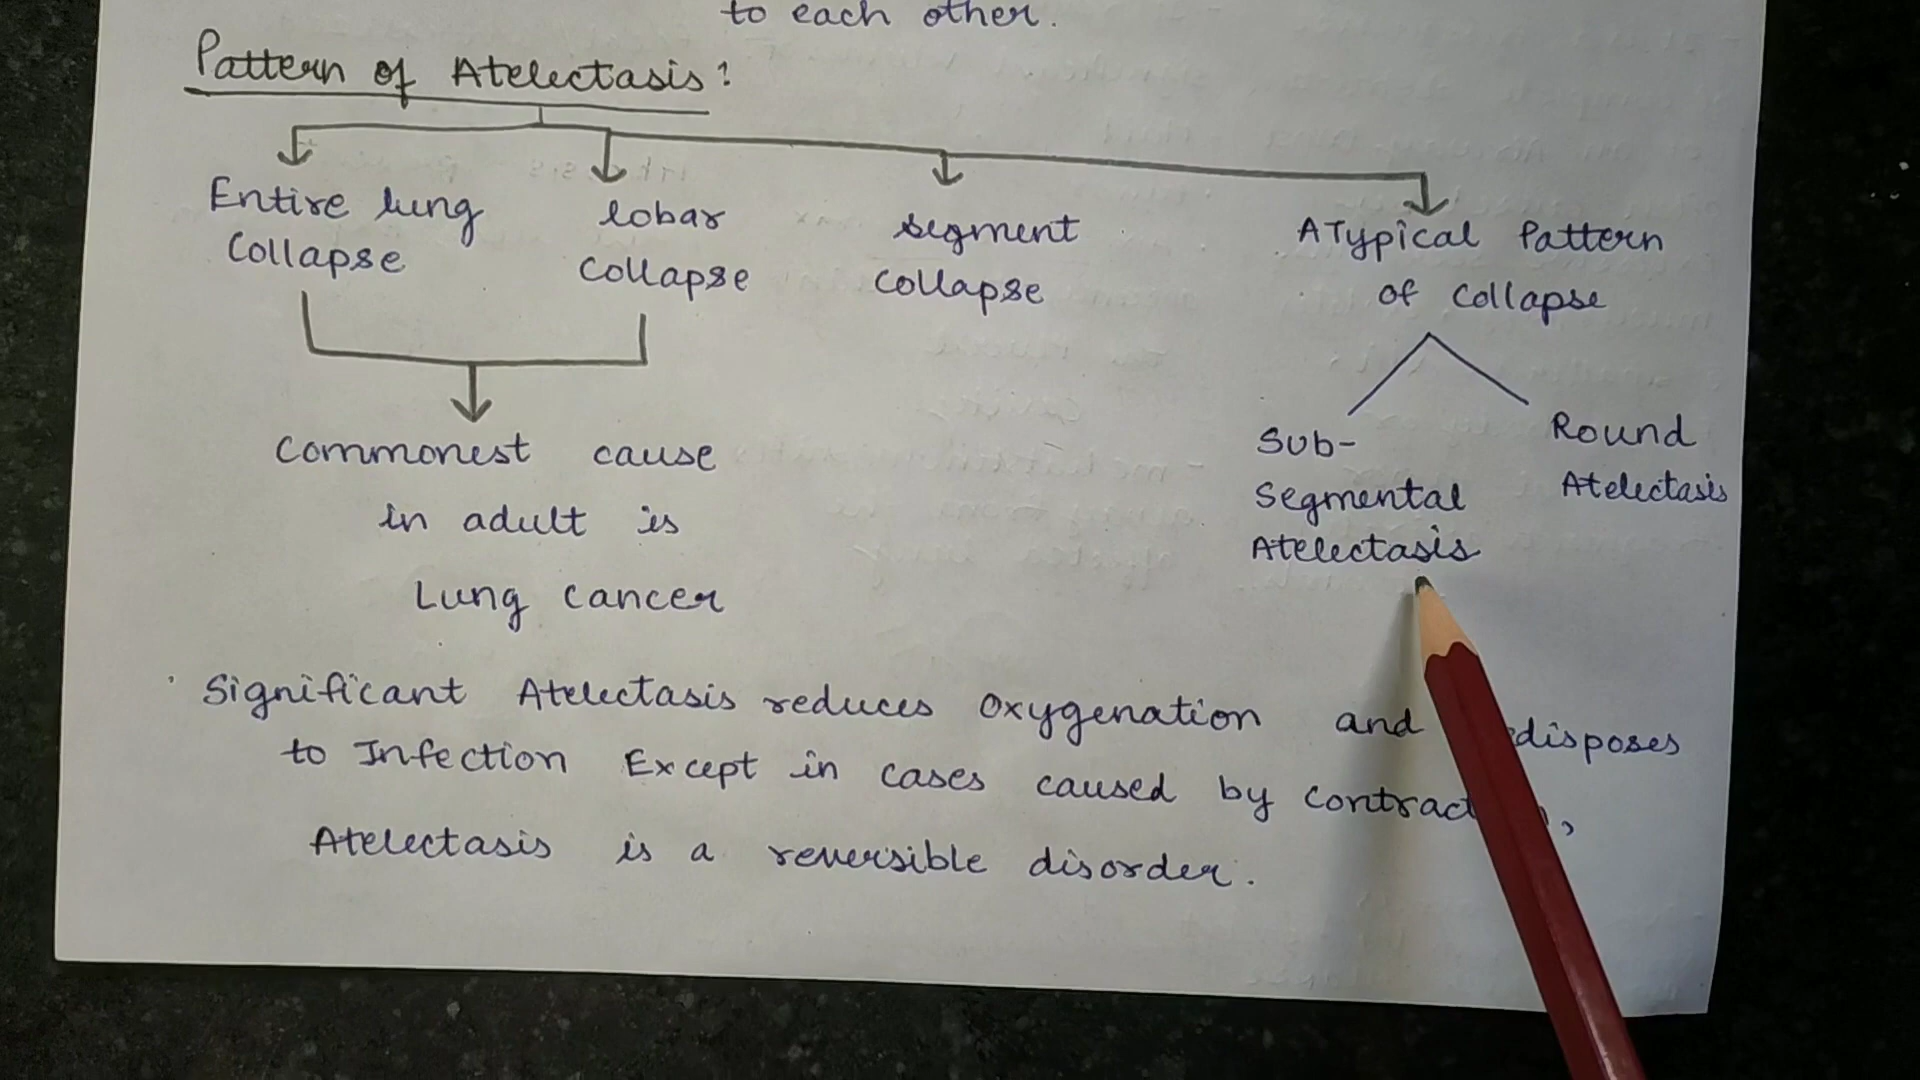 to each other.
Pattern of Atelectasis:
Entire lung
Collapse
lobar
collapse
segment
collapse
ATypical Pattern
of collapse
Commonest cause
in adult is
Lung cancer
Sub-
Segmental
Atelectasis
Round
Atelectasis
Significant Atelectasis reduces Oxygenation and disposes
to Infection Except in cases caused by
Atelectasis is a reversible disorder.